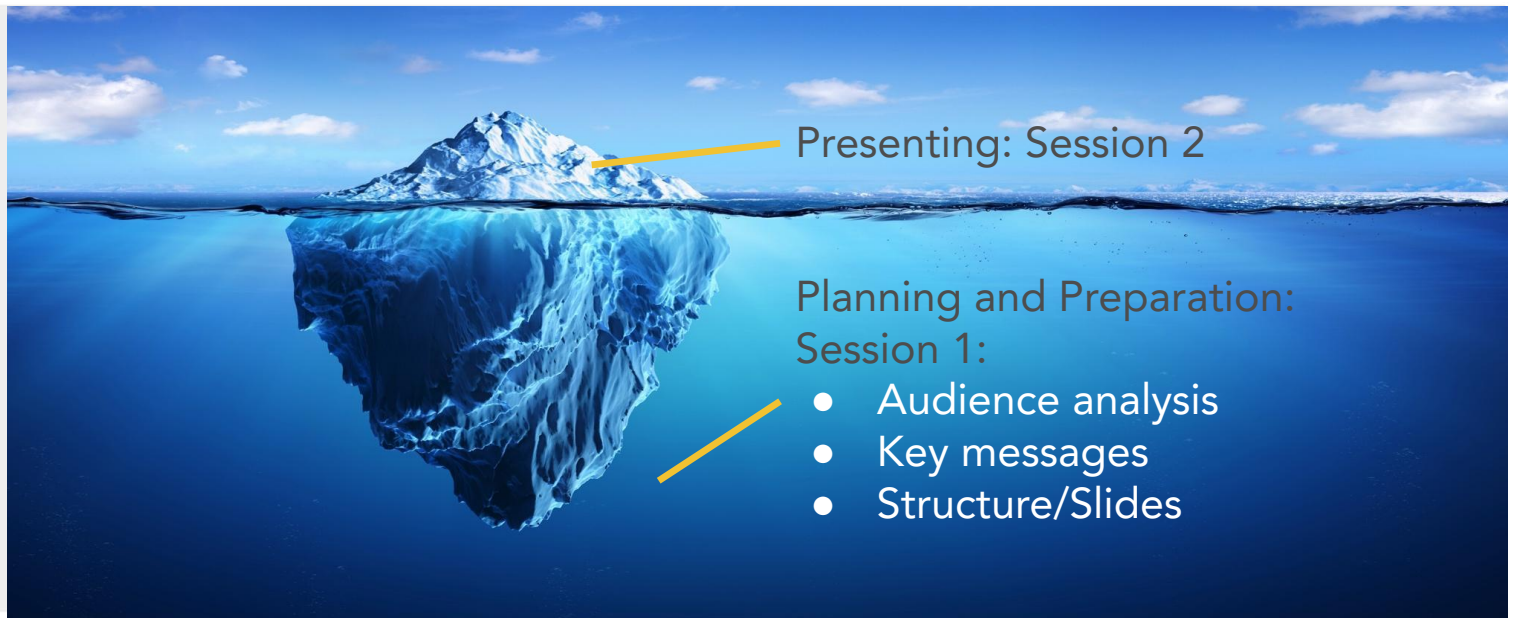 Presenting: Session 2
Planning and Preparation:
Session 1:
● Audience analysis
● Key messages
● Structure/Slides